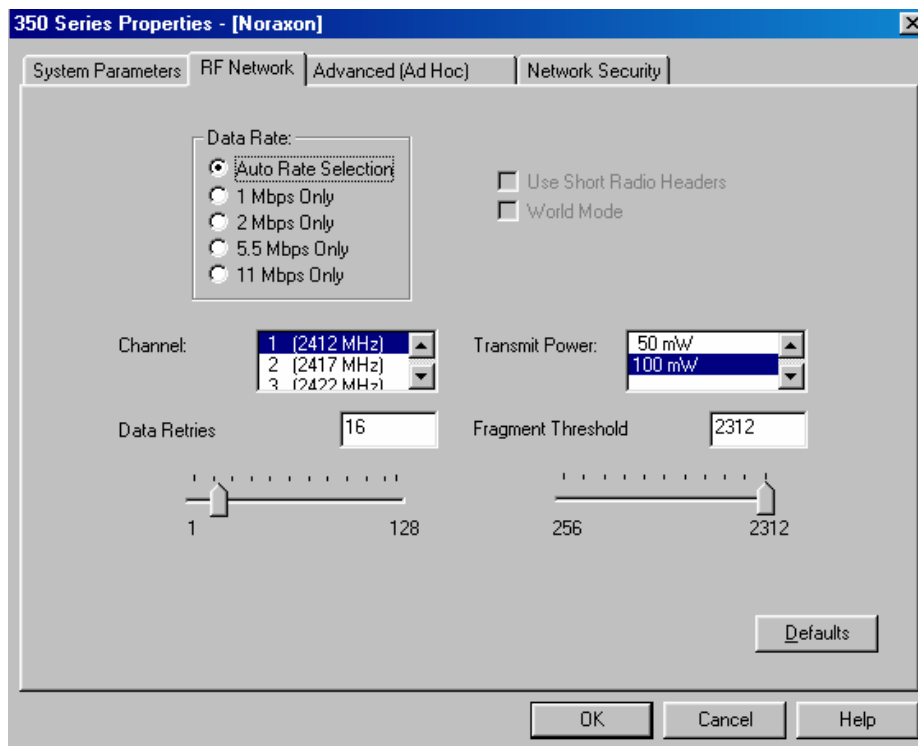 350 Series Properties - [Noraxon]
System Parameters RF Network Advanced (Ad Hoc) Network Security
Data Rate:
Auto Rate Selection
1 Mbps Only
2 Mbps Only
5.5 Mbps Only
11 Mbps Only
Use Short Radio Headers
World Mode
Channel:
1 (2412 MHz)
2 (2417 MHz)
3 (2422 MHz)
Transmit Power:
50 mW
100 mW
Data Retries 16
Fragment Threshold 2312
1 128
256 2312
Defaults
OK Cancel Help